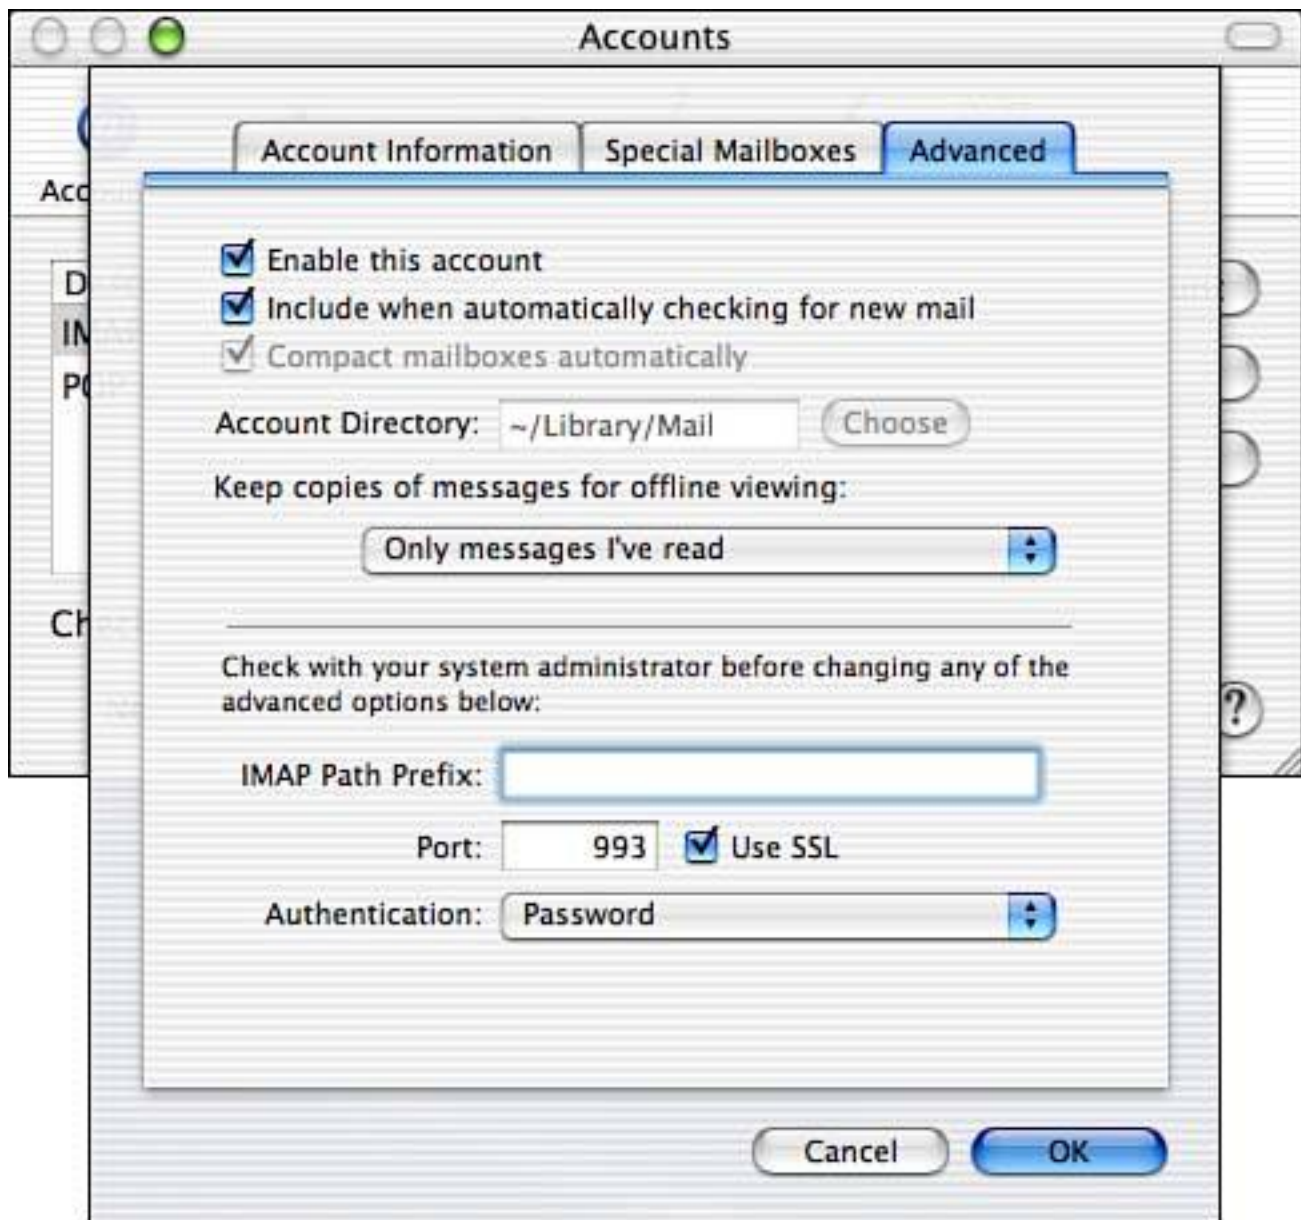 Accounts
Account Information Special Mailboxes Advanced
Enable this account
Include when automatically checking for new mail
Compact mailboxes automatically
Account Directory: ~/Library/Mail Choose
Keep copies of messages for offline viewing:
Only messages I've read
Check with your system administrator before changing any of the
advanced options below:
IMAP Path Prefix:
Port: 993 Use SSL
Authentication: Password
?
Cancel OK